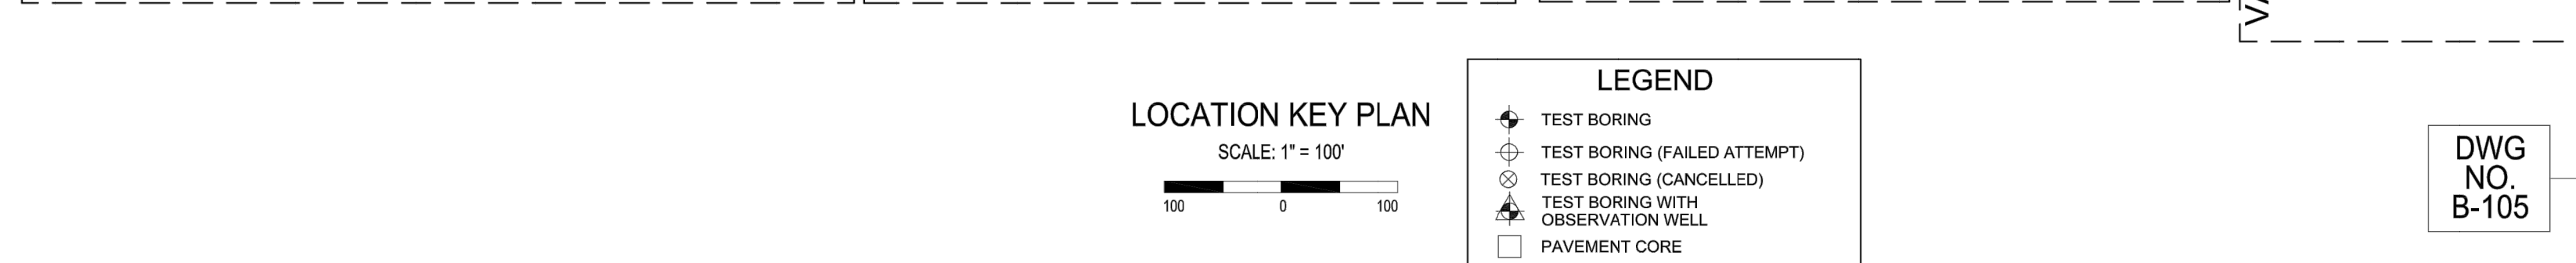 VA
LOCATION KEY PLAN
SCALE: 1" = 100'
100 0 100
LEGEND
TEST BORING
TEST BORING (FAILED ATTEMPT)
TEST BORING (CANCELLED)
TEST BORING WITH
OBSERVATION WELL
PAVEMENT CORE
DWG
NO.
B-105